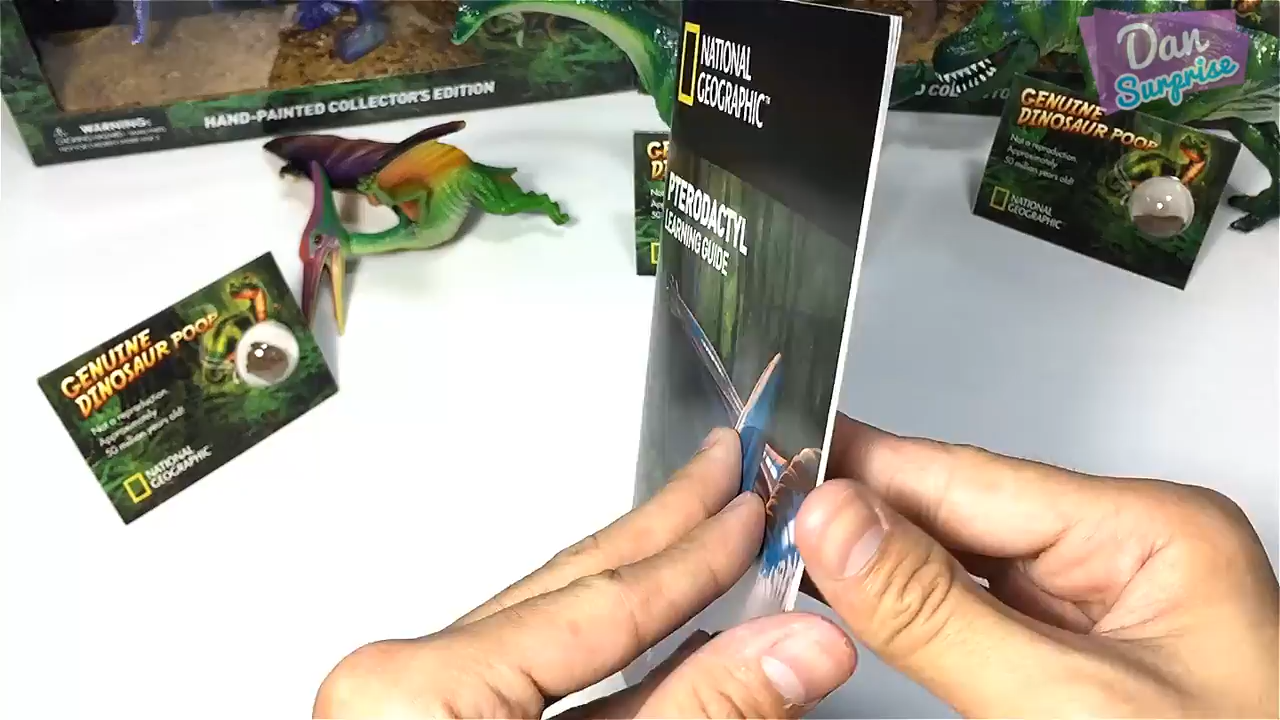 WARNING:
HAND-PAINTED COLLECTOR'S EDITION
NATIONAL
GEOGRAPHIC™
PTERODACTYL
LEARNING GUIDE
Dan
Surprise
GENUINE
DINOSAUR POOP
Not a reproduction.
Approximately
50 million years old!
NATIONAL
GEOGRAPHIC
GENUINE
DINOSAUR POOP
Not a reproduction.
Approximately
50 million years old!
NATIONAL
GEOGRAPHIC